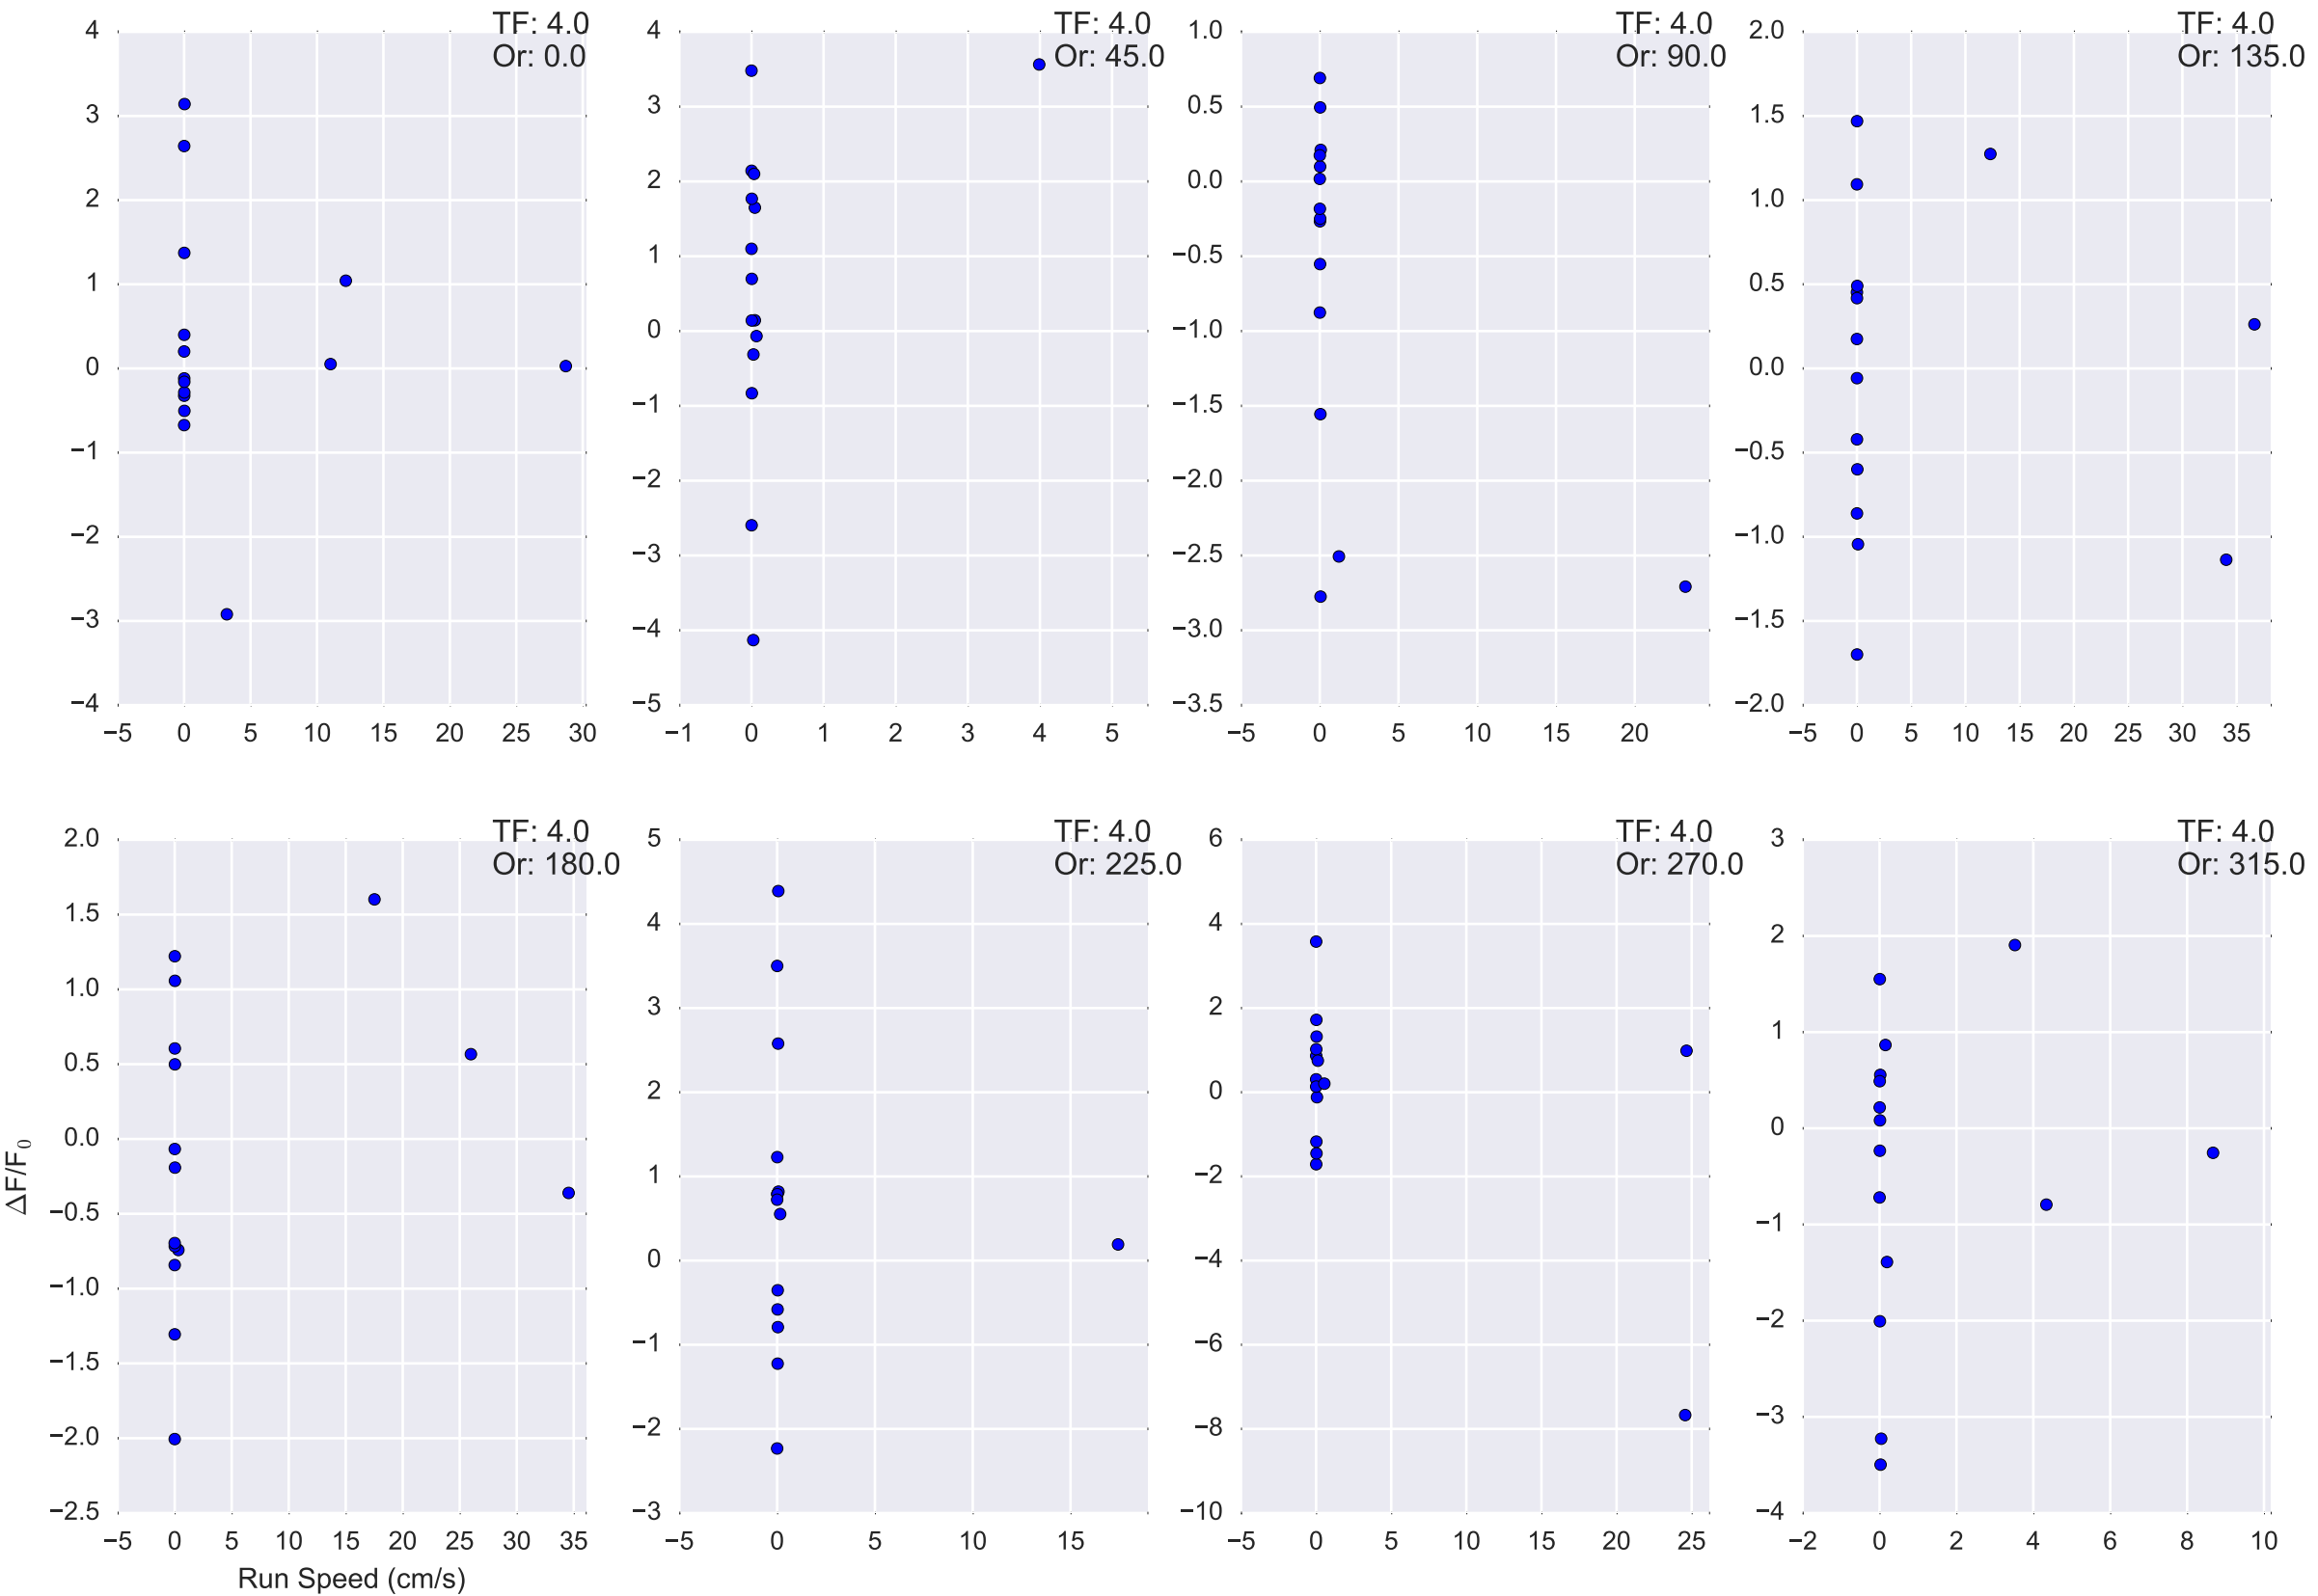 TF: 4.0
Or: 0.0
4
3
2
1
0
−1
−2
−3
−4
−5 0 5 10 15 20 25 30
TF: 4.0
Or: 45.0
4
3
2
1
0
−1
−2
−3
−4
−5
−1 0 1 2 3 4 5
TF: 4.0
Or: 90.0
1.0
0.5
0.0
−0.5
−1.0
−1.5
−2.0
−2.5
−3.0
−3.5
−5 0 5 10 15 20
TF: 4.0
Or: 135.0
2.0
1.5
1.0
0.5
0.0
−0.5
−1.0
−1.5
−2.0
−5 0 5 10 15 20 25 30 35
TF: 4.0
Or: 180.0
2.0
1.5
1.0
0.5
0.0
−0.5
−1.0
−1.5
−2.0
−2.5
ΔF/F₀
−5 0 5 10 15 20 25 30 35
Run Speed (cm/s)
TF: 4.0
Or: 225.0
5
4
3
2
1
0
−1
−2
−3
−5 0 5 10 15
TF: 4.0
Or: 270.0
6
4
2
0
−2
−4
−6
−8
−10
−5 0 5 10 15 20 25
TF: 4.0
Or: 315.0
3
2
1
0
−1
−2
−3
−4
−2 0 2 4 6 8 10